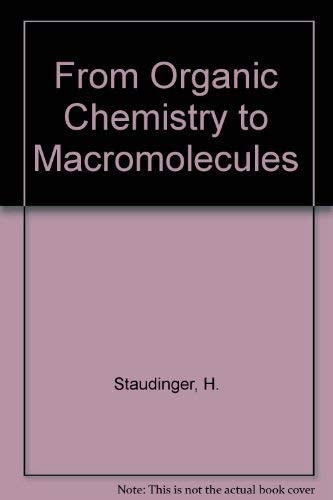 From Organic
Chemistry to
Macromolecules
Staudinger, H.
Note: This is not the actual book cover